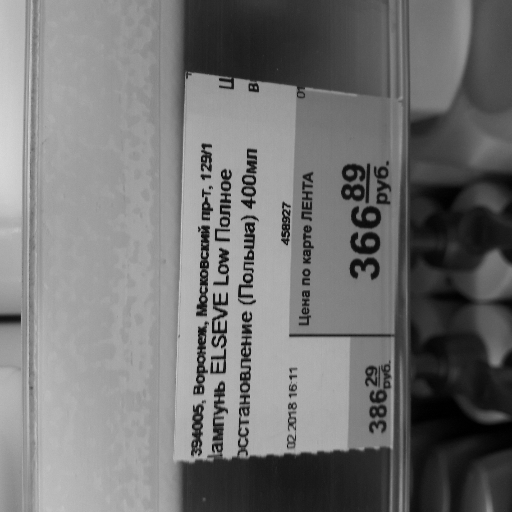 394005, Воронеж, Московский пр-т, 129/1
ампунь ELSEVE Low Полное
осстановление (Польша) 400мл
458927
02.2018 16:11
Цена по карте ЛЕНТА
366 89 руб.
386 29 руб.
Ш
В
01